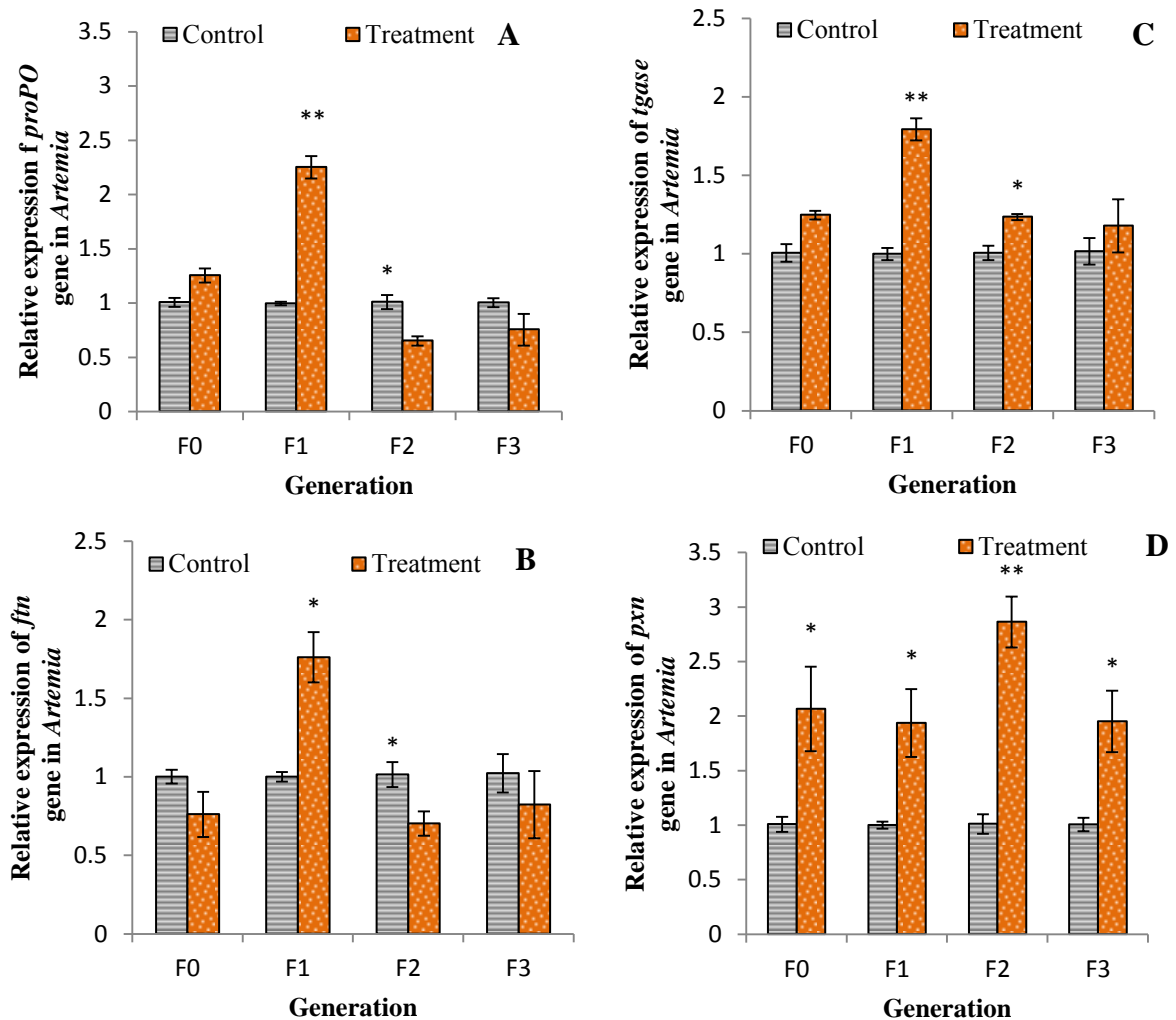 3.5
3
2.5
2
1.5
1
0.5
0
Control
Treatment
A
**
*
Relative expression f proPO
gene in Artemia
F0 F1 F2 F3
Generation
2.5
2
1.5
1
0.5
0
Control
Treatment
C
**
*
Relative expression of tgase
gene in Artemia
F0 F1 F2 F3
Generation
2.5
2
1.5
1
0.5
0
Control
Treatment
B
*
*
Relative expression of ftn
gene in Artemia
F0 F1 F2 F3
Generation
3.5
3
2.5
2
1.5
1
0.5
0
Control
Treatment
D
*
*
**
*
Relative expression of pxn
gene in Artemia
F0 F1 F2 F3
Generation